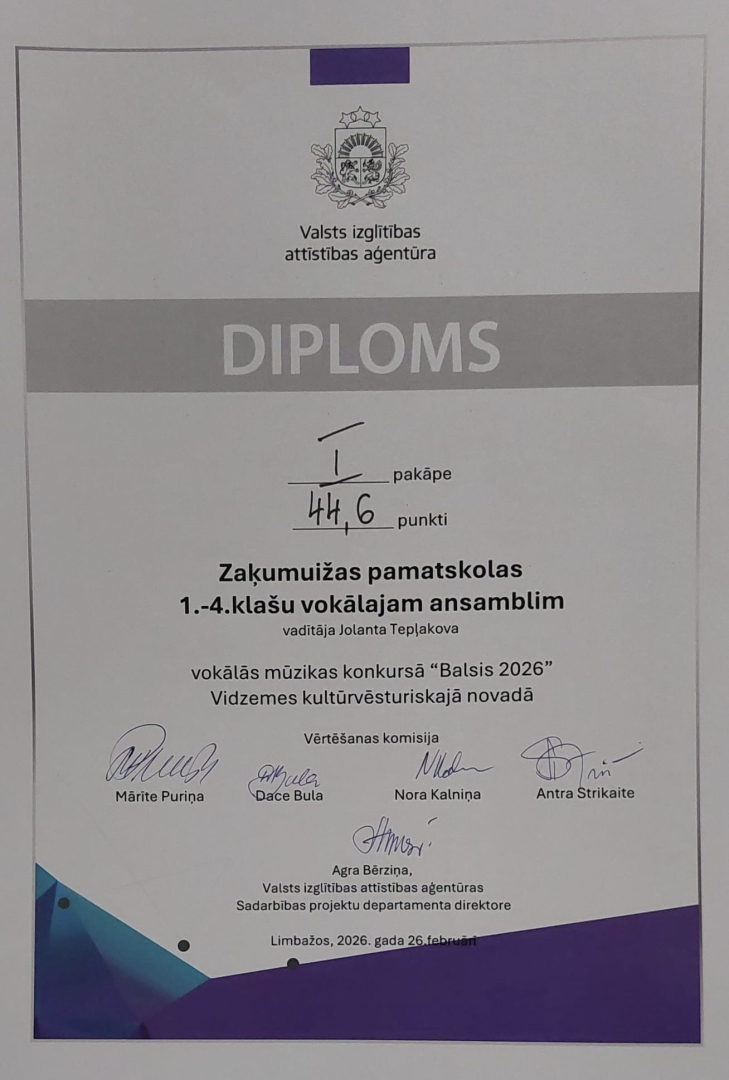 Valsts izglītības
attīstības aģentūra
DIPLOMS
I pakāpe
44,6 punkti
Zaķumuižas pamatskolas
1.-4.klašu vokālajam ansamblim
vadītāja Jolanta Tepļakova
vokālās mūzikas konkursā “Balsis 2026”
Vidzemes kultūrvēsturiskajā novadā
Vērtēšanas komisija
Mārīte Puriņa Dace Bula Nora Kalniņa Antra Strikaite
Agra Bērziņa,
Valsts izglītības attīstības aģentūras
Sadarbības projektu departamenta direktore
Limbažos, 2026. gada 26.februārī